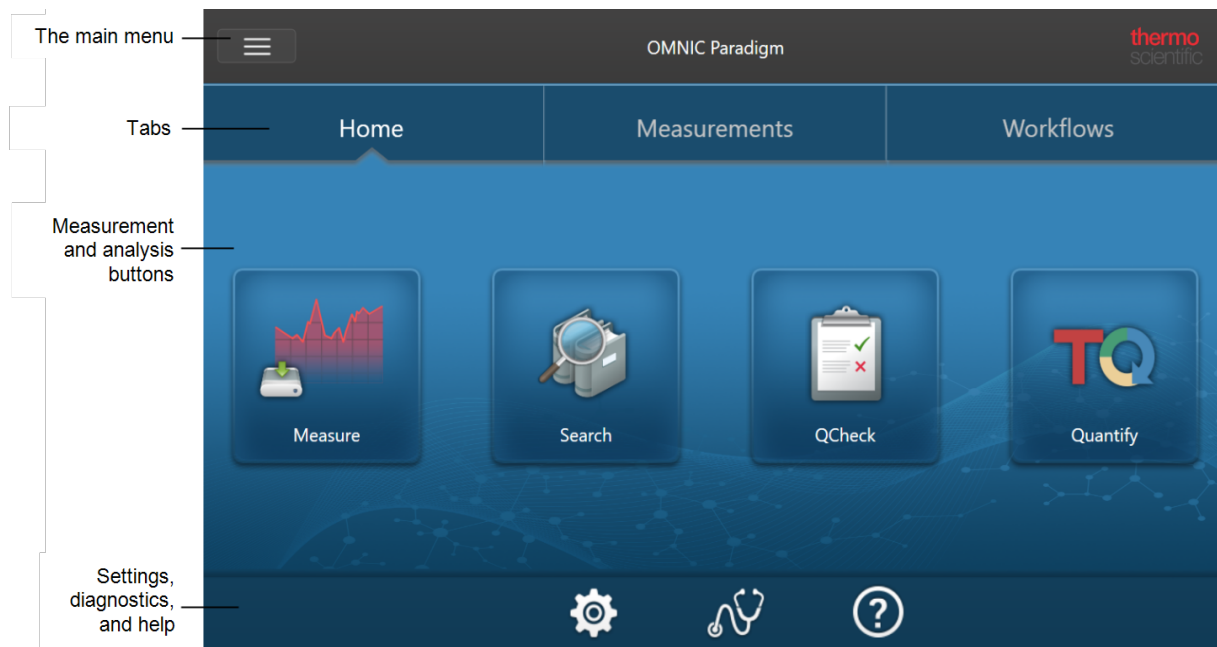 The main menu
OMNIC Paradigm
thermo
scientific
Tabs
Home
Measurements
Workflows
Measurement
and analysis
buttons
Measure
Search
QCheck
TQ
Quantify
Settings,
diagnostics,
and help
?